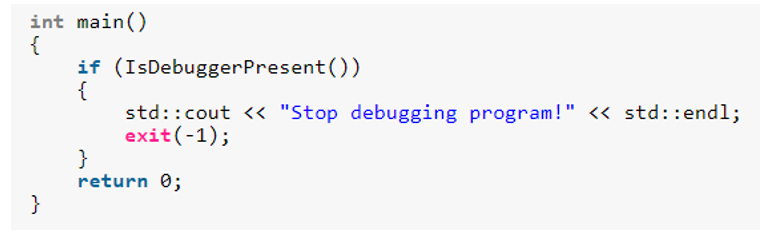 int main()
{
    if (IsDebuggerPresent())
    {
        std::cout << "Stop debugging program!" << std::endl;
        exit(-1);
    }
    return 0;
}